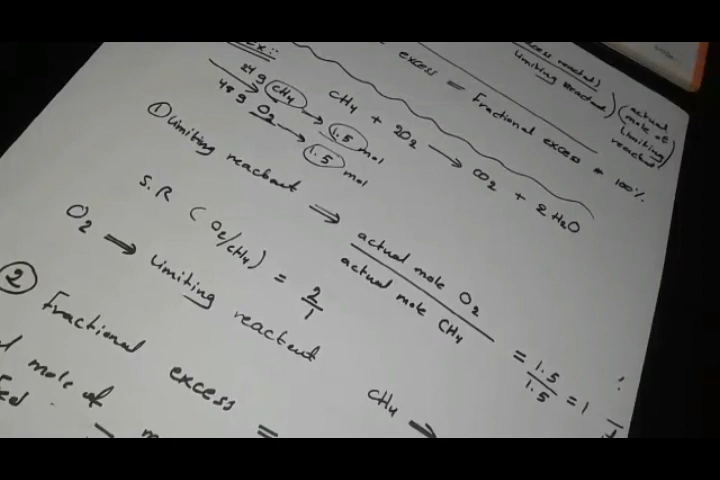 limiting reactant)
(actual mole of limiting reactant)
excess = Fractional excess * 100%
EX::
24 g CH4 → 1.5 mol
48 g O2 → 1.5 mol
CH4 + 2O2 → CO2 + 2H2O
① Limiting reactant ⇒ actual mole O2 / actual mole CH4 = 1.5/1.5 = 1
S.R (O2/CH4) = 2/1
O2 ⇒ Limiting reactant
CH4 →
② Fractional excess =
mole of